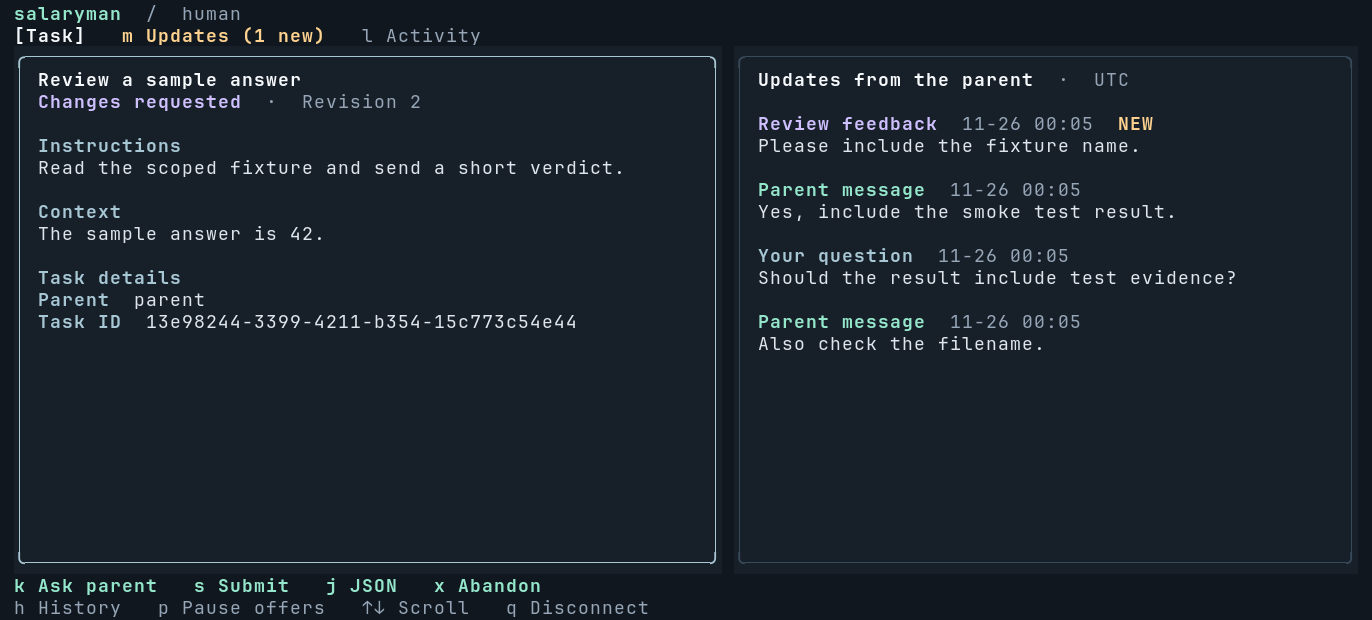 salaryman / human
[Task] m Updates (1 new) l Activity
Review a sample answer
Changes requested · Revision 2
Instructions
Read the scoped fixture and send a short verdict.
Context
The sample answer is 42.
Task details
Parent parent
Task ID 13e98244-3399-4211-b354-15c773c54e44
Updates from the parent · UTC
Review feedback 11-26 00:05 NEW
Please include the fixture name.
Parent message 11-26 00:05
Yes, include the smoke test result.
Your question 11-26 00:05
Should the result include test evidence?
Parent message 11-26 00:05
Also check the filename.
k Ask parent s Submit j JSON x Abandon
h History p Pause offers ↑↓ Scroll q Disconnect